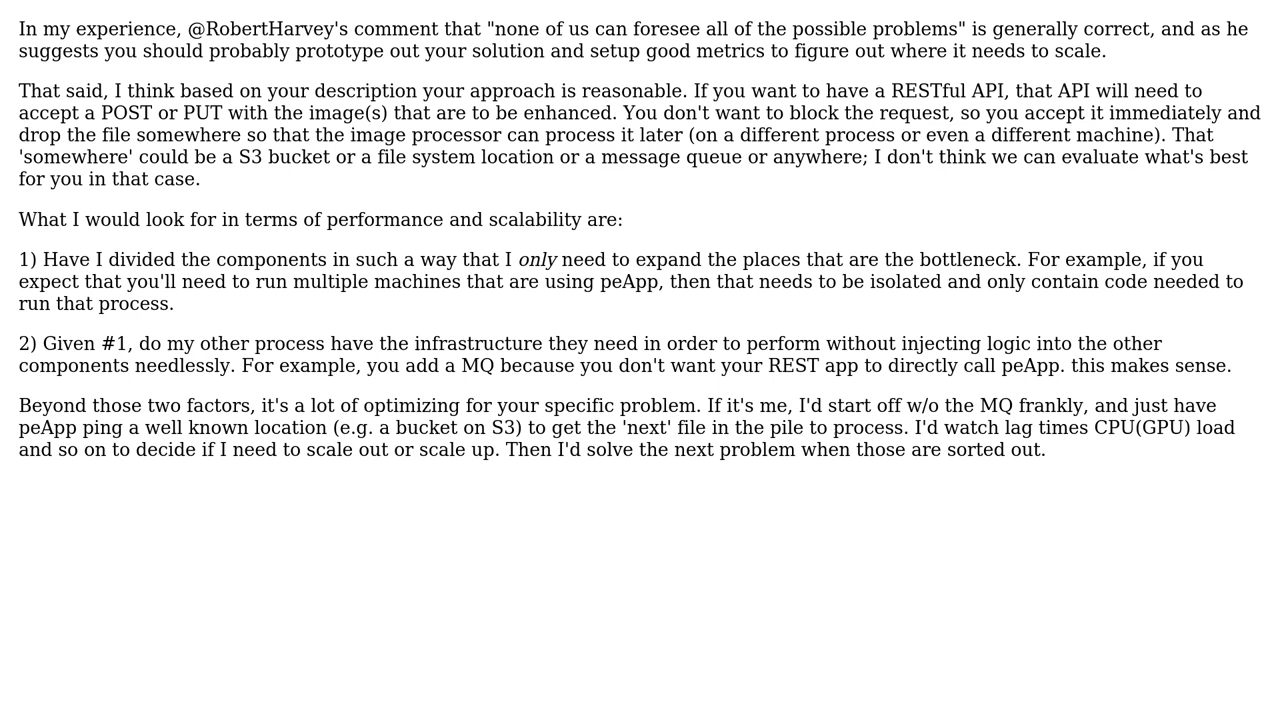 In my experience, @RobertHarvey's comment that "none of us can foresee all of the possible problems" is generally correct, and as he
suggests you should probably prototype out your solution and setup good metrics to figure out where it needs to scale.
That said, I think based on your description your approach is reasonable. If you want to have a RESTful API, that API will need to
accept a POST or PUT with the image(s) that are to be enhanced. You don't want to block the request, so you accept it immediately and
drop the file somewhere so that the image processor can process it later (on a different process or even a different machine). That
'somewhere' could be a S3 bucket or a file system location or a message queue or anywhere; I don't think we can evaluate what's best
for you in that case.
What I would look for in terms of performance and scalability are:
1) Have I divided the components in such a way that I only need to expand the places that are the bottleneck. For example, if you
expect that you'll need to run multiple machines that are using peApp, then that needs to be isolated and only contain code needed to
run that process.
2) Given #1, do my other process have the infrastructure they need in order to perform without injecting logic into the other
components needlessly. For example, you add a MQ because you don't want your REST app to directly call peApp. this makes sense.
Beyond those two factors, it's a lot of optimizing for your specific problem. If it's me, I'd start off w/o the MQ frankly, and just have
peApp ping a well known location (e.g. a bucket on S3) to get the 'next' file in the pile to process. I'd watch lag times CPU(GPU) load
and so on to decide if I need to scale out or scale up. Then I'd solve the next problem when those are sorted out.